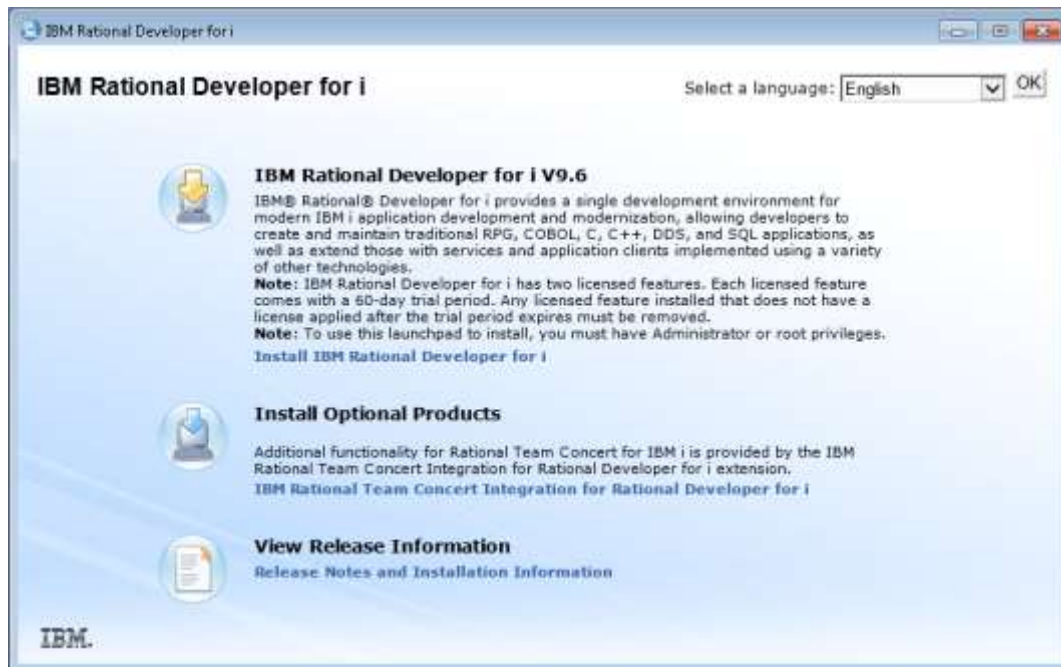 IBM Rational Developer for i
IBM Rational Developer for i
Select a language: English OK
IBM Rational Developer for i V9.6
IBM® Rational® Developer for i provides a single development environment for
modern IBM i application development and modernization, allowing developers to
create and maintain traditional RPG, COBOL, C, C++, DDS, and SQL applications, as
well as extend those with services and application clients implemented using a variety
of other technologies.
Note: IBM Rational Developer for i has two licensed features. Each licensed feature
comes with a 60-day trial period. Any licensed feature installed that does not have a
license applied after the trial period expires must be removed.
Note: To use this launchpad to install, you must have Administrator or root privileges.
Install IBM Rational Developer for i
Install Optional Products
Additional functionality for Rational Team Concert for IBM i is provided by the IBM
Rational Team Concert Integration for Rational Developer for i extension.
IBM Rational Team Concert Integration for Rational Developer for i
View Release Information
Release Notes and Installation Information
IBM.